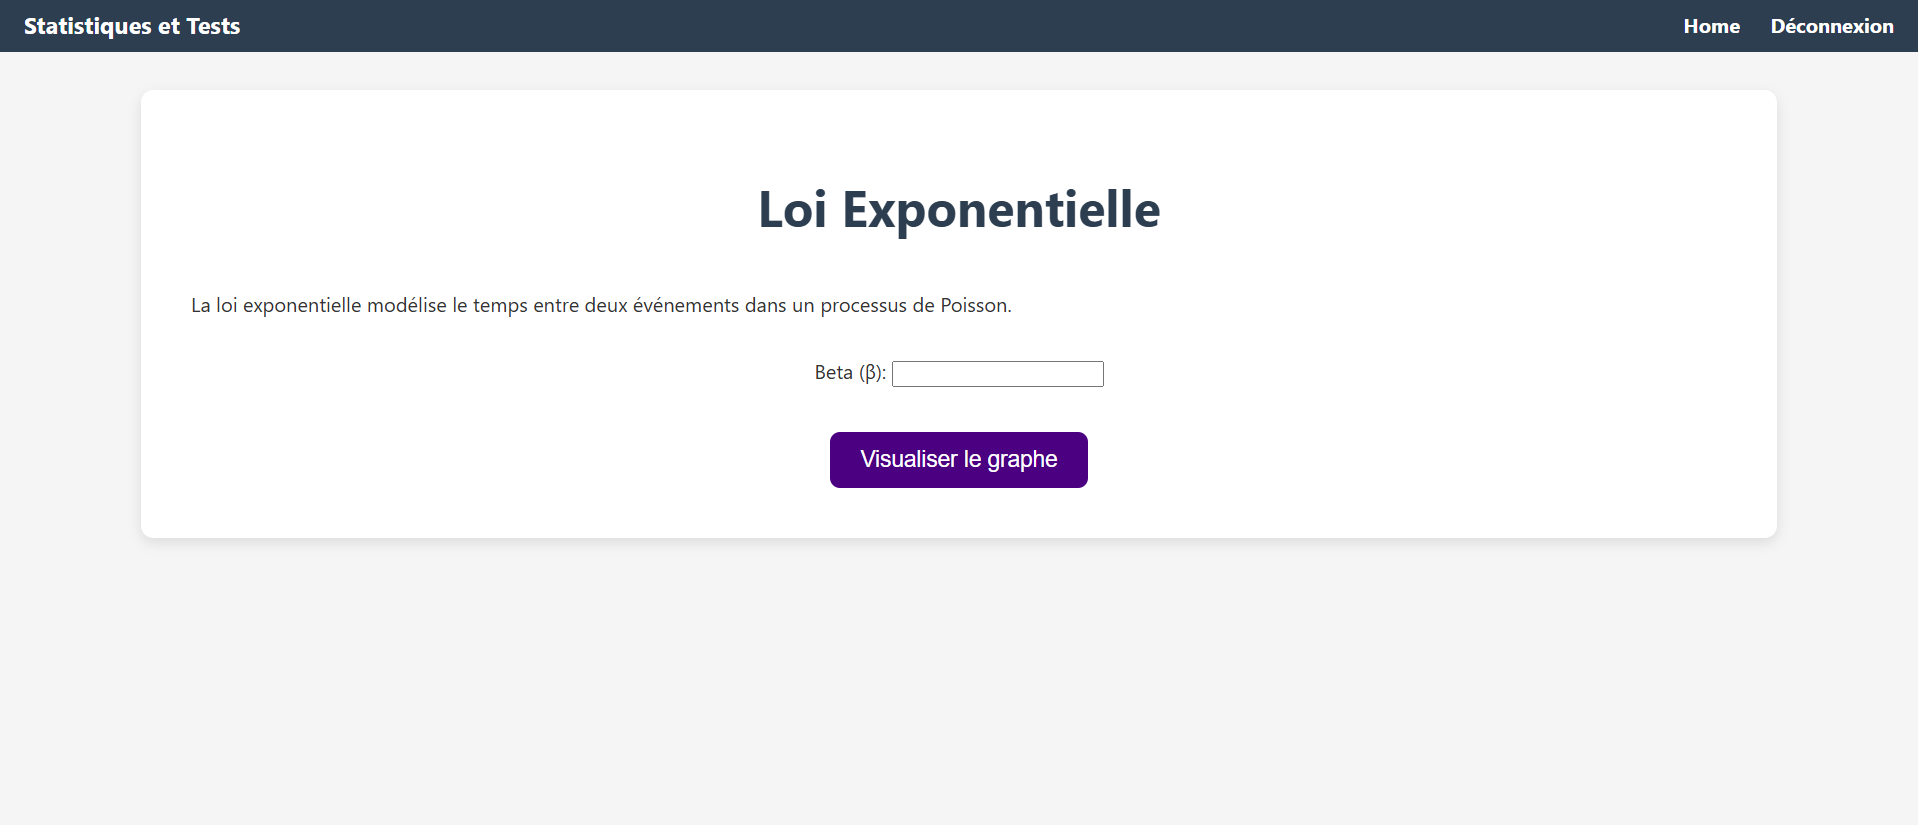 Statistiques et Tests
Home
Déconnexion
Loi Exponentielle
La loi exponentielle modélise le temps entre deux événements dans un processus de Poisson.
Beta (β):
Visualiser le graphe